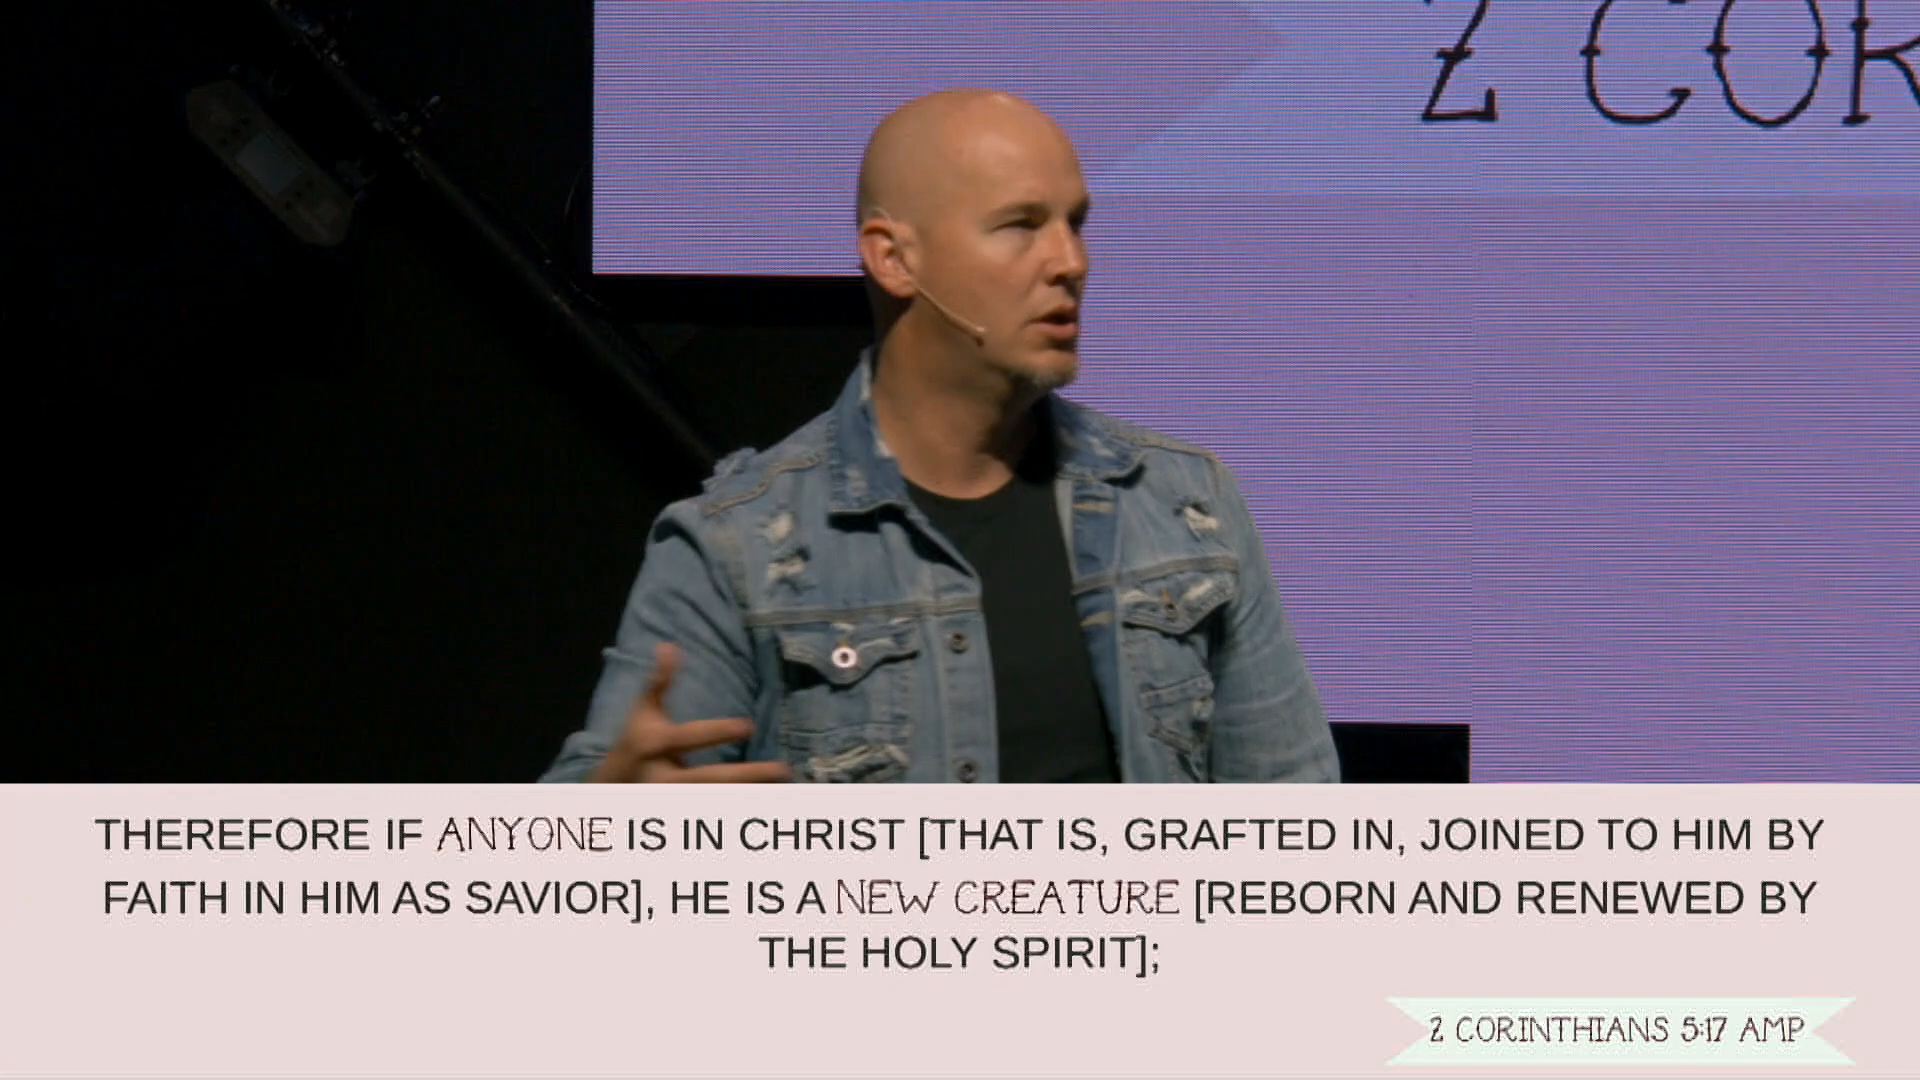 2 COR
THEREFORE IF ANYONE IS IN CHRIST [THAT IS, GRAFTED IN, JOINED TO HIM BY
FAITH IN HIM AS SAVIOR], HE IS A NEW CREATURE [REBORN AND RENEWED BY
THE HOLY SPIRIT];
2 CORINTHIANS 5:17 AMP